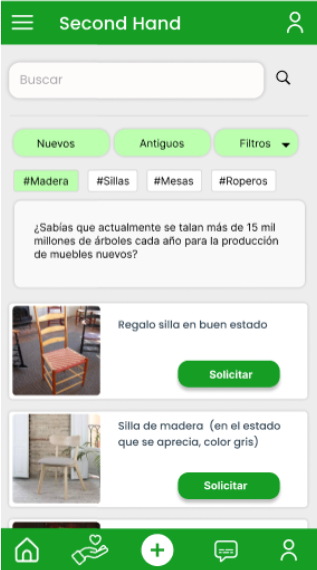 Second Hand
Buscar
Nuevos
Antiguos
Filtros
#Madera
#Sillas
#Mesas
#Roperos
¿Sabías que actualmente se talan más de 15 mil
millones de árboles cada año para la producción
de muebles nuevos?
Regalo silla en buen estado
Solicitar
Silla de madera (en el estado
que se aprecia, color gris)
Solicitar